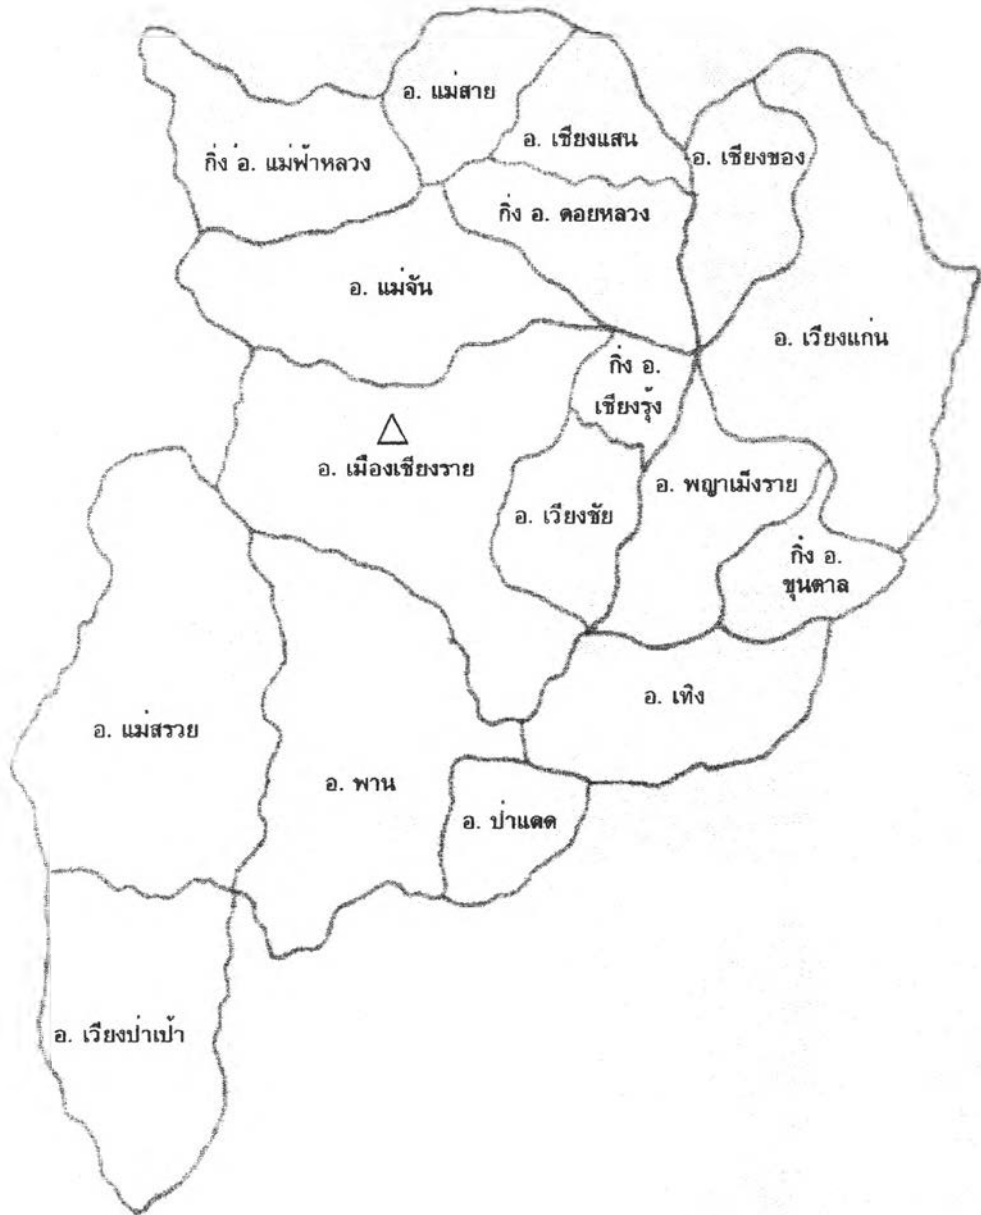 อ. แม่สาย
อ. เชียงแสน
อ. เชียงของ
กิ่ง อ. แม่ฟ้าหลวง
กิ่ง อ. ดอยหลวง
อ. แม่จัน
อ. เวียงแก่น
กิ่ง อ.
เชียงรุ้ง
อ. เมืองเชียงราย
อ. พญาเม็งราย
อ. เวียงชัย
กิ่ง อ.
ขุนตาล
อ. เทิง
อ. แม่สรวย
อ. พาน
อ. ป่าแดด
อ. เวียงป่าเป้า